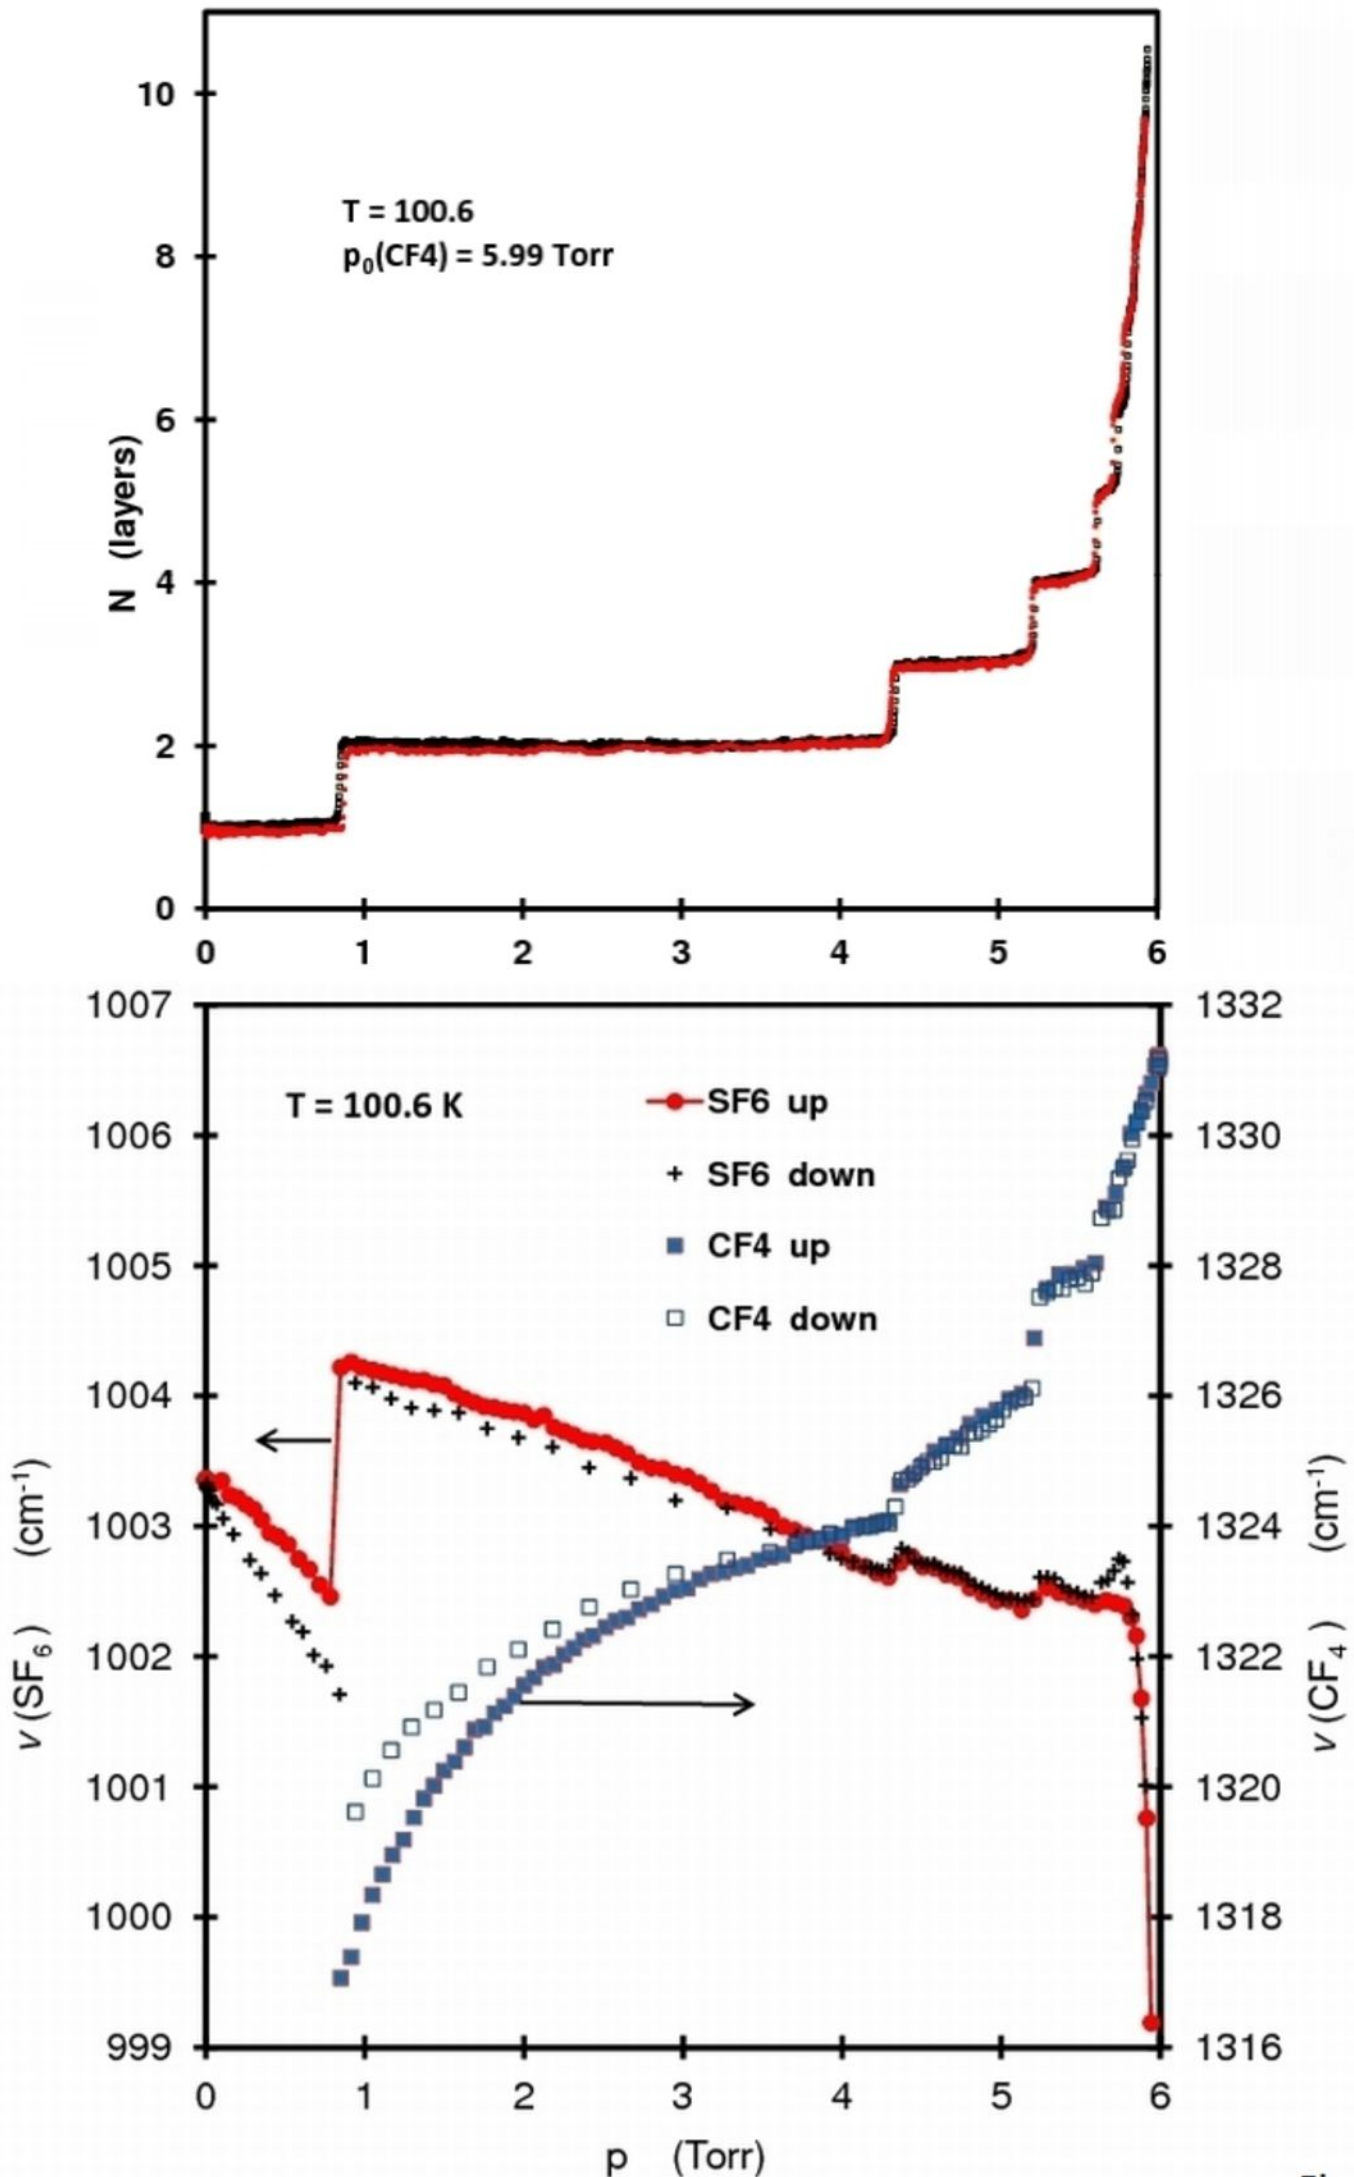 10
8
6
4
2
0
N (layers)
T = 100.6
p₀(CF4) = 5.99 Torr
0 1 2 3 4 5 6
1007
1006
1005
1004
1003
1002
1001
1000
999
ν (SF₆) (cm⁻¹)
T = 100.6 K
SF6 up
SF6 down
CF4 up
CF4 down
1332
1330
1328
1326
1324
1322
1320
1318
1316
ν (CF₄) (cm⁻¹)
0 1 2 3 4 5 6
p (Torr)